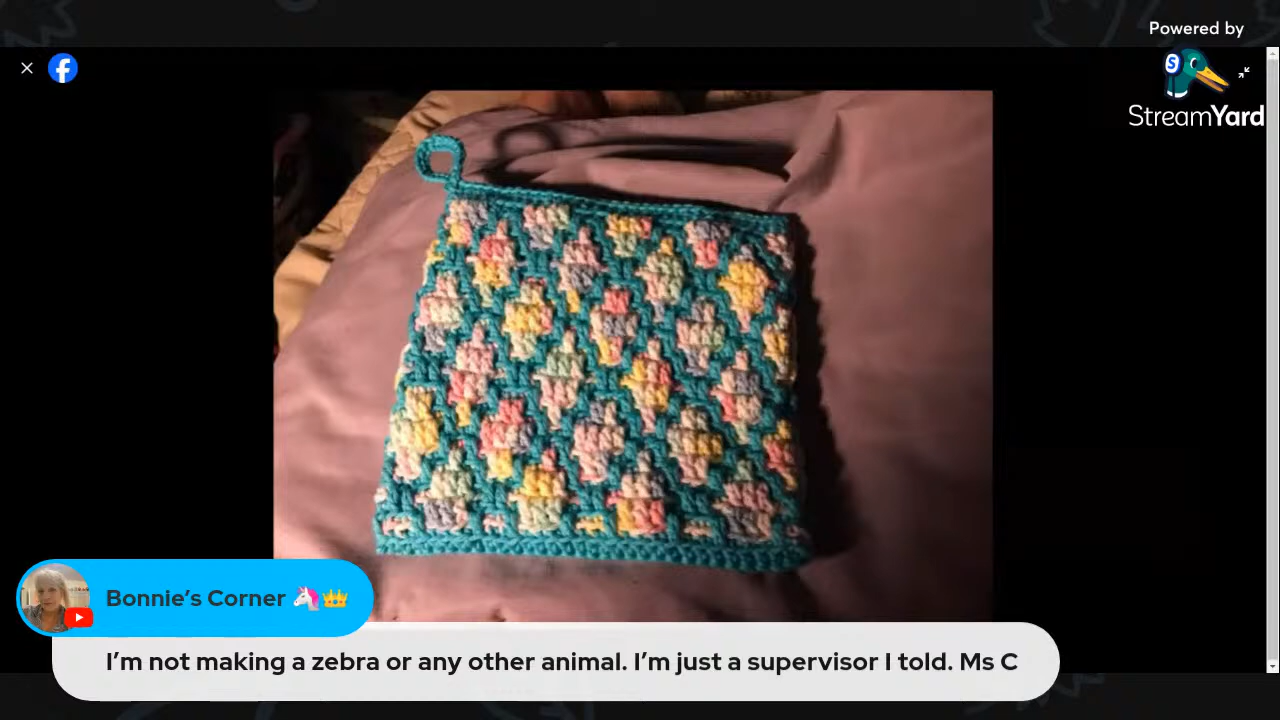 Powered by
StreamYard
Bonnie's Corner 🦄👑
I'm not making a zebra or any other animal. I'm just a supervisor I told. Ms C